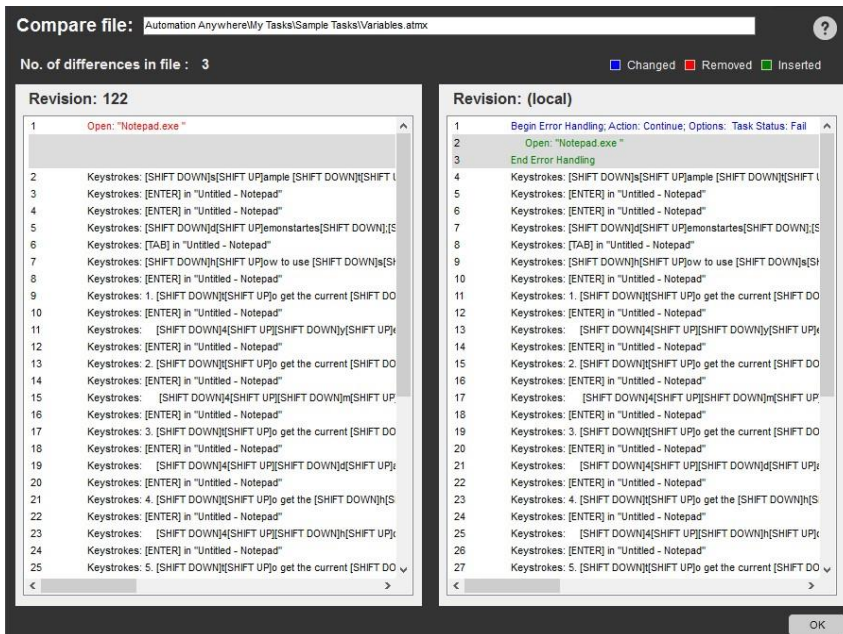 Compare file: Automation Anywhere\My Tasks\Sample Tasks\Variables.atmx
?
No. of differences in file : 3
Changed Removed Inserted
Revision: 122
1 Open: "Notepad.exe "
2 Keystrokes: [SHIFT DOWN]s[SHIFT UP]ample [SHIFT DOWN]t[SHIFT U
3 Keystrokes: [ENTER] in "Untitled - Notepad"
4 Keystrokes: [ENTER] in "Untitled - Notepad"
5 Keystrokes: [SHIFT DOWN]d[SHIFT UP]emonstartes[SHIFT DOWN];[S
6 Keystrokes: [TAB] in "Untitled - Notepad"
7 Keystrokes: [SHIFT DOWN]h[SHIFT UP]ow to use [SHIFT DOWN]s[SH
8 Keystrokes: [ENTER] in "Untitled - Notepad"
9 Keystrokes: 1. [SHIFT DOWN]t[SHIFT UP]o get the current [SHIFT DO
10 Keystrokes: [ENTER] in "Untitled - Notepad"
11 Keystrokes: [SHIFT DOWN]4[SHIFT UP][SHIFT DOWN]y[SHIFT UP]e
12 Keystrokes: [ENTER] in "Untitled - Notepad"
13 Keystrokes: 2. [SHIFT DOWN]t[SHIFT UP]o get the current [SHIFT DO
14 Keystrokes: [ENTER] in "Untitled - Notepad"
15 Keystrokes: [SHIFT DOWN]4[SHIFT UP][SHIFT DOWN]m[SHIFT UP]
16 Keystrokes: [ENTER] in "Untitled - Notepad"
17 Keystrokes: 3. [SHIFT DOWN]t[SHIFT UP]o get the current [SHIFT DO
18 Keystrokes: [ENTER] in "Untitled - Notepad"
19 Keystrokes: [SHIFT DOWN]4[SHIFT UP][SHIFT DOWN]d[SHIFT UP]a
20 Keystrokes: [ENTER] in "Untitled - Notepad"
21 Keystrokes: 4. [SHIFT DOWN]t[SHIFT UP]o get the [SHIFT DOWN]h[S
22 Keystrokes: [ENTER] in "Untitled - Notepad"
23 Keystrokes: [SHIFT DOWN]4[SHIFT UP][SHIFT DOWN]h[SHIFT UP]o
24 Keystrokes: [ENTER] in "Untitled - Notepad"
25 Keystrokes: 5. [SHIFT DOWN]t[SHIFT UP]o get the current [SHIFT DO
Revision: (local)
1 Begin Error Handling; Action: Continue; Options: Task Status: Fail
2 Open: "Notepad.exe "
3 End Error Handling
4 Keystrokes: [SHIFT DOWN]s[SHIFT UP]ample [SHIFT DOWN]t[SHIFT U
5 Keystrokes: [ENTER] in "Untitled - Notepad"
6 Keystrokes: [ENTER] in "Untitled - Notepad"
7 Keystrokes: [SHIFT DOWN]d[SHIFT UP]emonstartes[SHIFT DOWN];[S
8 Keystrokes: [TAB] in "Untitled - Notepad"
9 Keystrokes: [SHIFT DOWN]h[SHIFT UP]ow to use [SHIFT DOWN]s[SH
10 Keystrokes: [ENTER] in "Untitled - Notepad"
11 Keystrokes: 1. [SHIFT DOWN]t[SHIFT UP]o get the current [SHIFT DO
12 Keystrokes: [ENTER] in "Untitled - Notepad"
13 Keystrokes: [SHIFT DOWN]4[SHIFT UP][SHIFT DOWN]y[SHIFT UP]e
14 Keystrokes: [ENTER] in "Untitled - Notepad"
15 Keystrokes: 2. [SHIFT DOWN]t[SHIFT UP]o get the current [SHIFT DO
16 Keystrokes: [ENTER] in "Untitled - Notepad"
17 Keystrokes: [SHIFT DOWN]4[SHIFT UP][SHIFT DOWN]m[SHIFT UP]
18 Keystrokes: [ENTER] in "Untitled - Notepad"
19 Keystrokes: 3. [SHIFT DOWN]t[SHIFT UP]o get the current [SHIFT DO
20 Keystrokes: [ENTER] in "Untitled - Notepad"
21 Keystrokes: [SHIFT DOWN]4[SHIFT UP][SHIFT DOWN]d[SHIFT UP]a
22 Keystrokes: [ENTER] in "Untitled - Notepad"
23 Keystrokes: 4. [SHIFT DOWN]t[SHIFT UP]o get the [SHIFT DOWN]h[S
24 Keystrokes: [ENTER] in "Untitled - Notepad"
25 Keystrokes: [SHIFT DOWN]4[SHIFT UP][SHIFT DOWN]h[SHIFT UP]o
26 Keystrokes: [ENTER] in "Untitled - Notepad"
27 Keystrokes: 5. [SHIFT DOWN]t[SHIFT UP]o get the current [SHIFT DO
OK